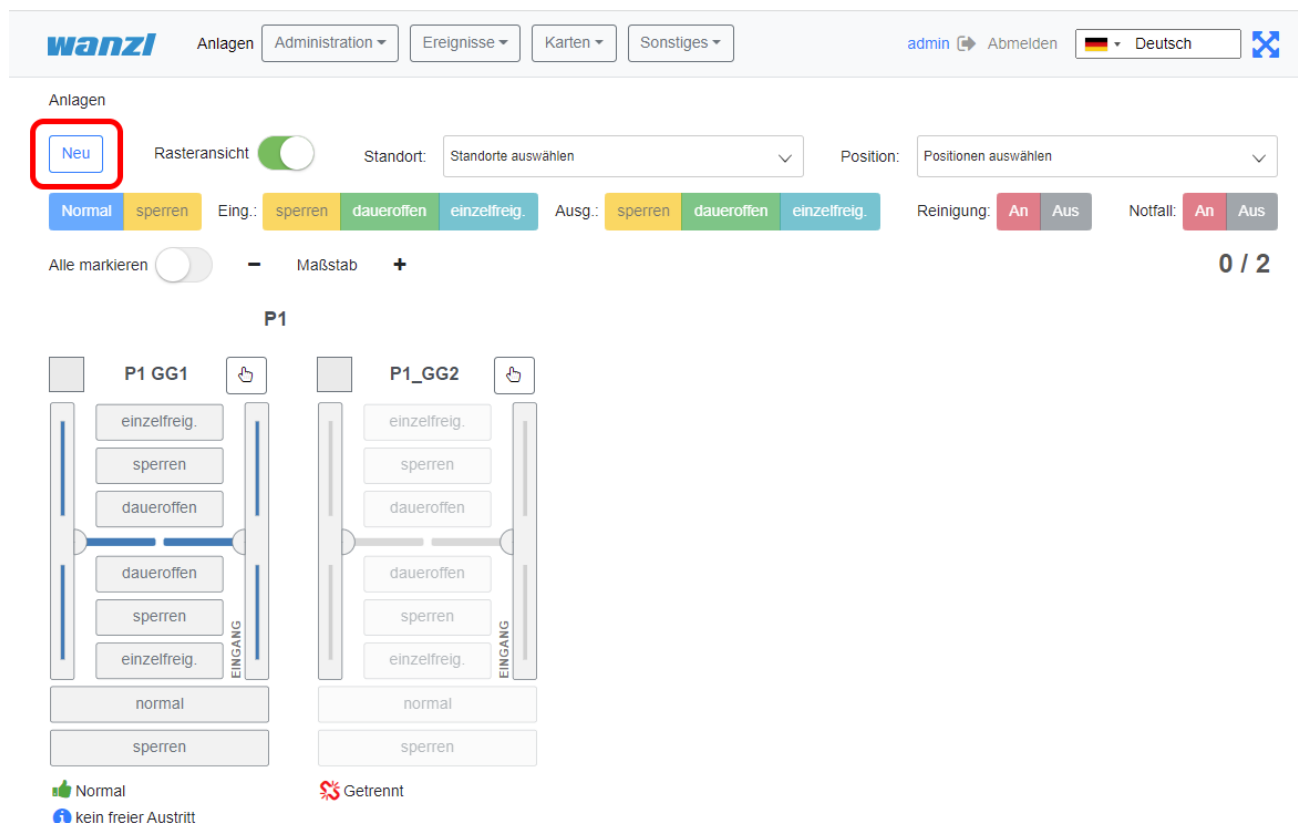 wanzl Anlagen Administration Ereignisse Karten Sonstiges admin Abmelden Deutsch
Anlagen
Neu Rasteransicht Standort: Standorte auswählen Position: Positionen auswählen
Normal sperren Eing.: sperren daueroffen einzelfreig. Ausg.: sperren daueroffen einzelfreig. Reinigung: An Aus Notfall: An Aus
Alle markieren − Maßstab + 0 / 2
P1
P1 GG1 P1_GG2
einzelfreig. einzelfreig.
sperren sperren
daueroffen daueroffen
daueroffen daueroffen
sperren sperren
einzelfreig. EINGANG einzelfreig. EINGANG
normal normal
sperren sperren
Normal Getrennt
kein freier Austritt